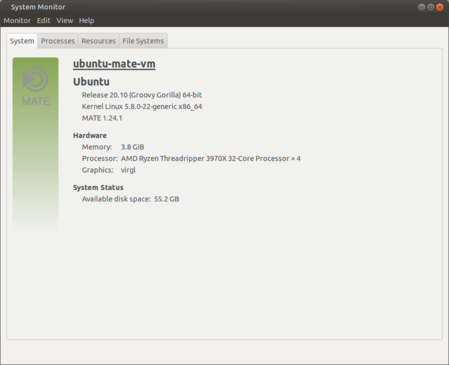 System Monitor
Monitor Edit View Help
System Processes Resources File Systems
MATE
ubuntu-mate-vm
Ubuntu
Release 20.10 (Groovy Gorilla) 64-bit
Kernel Linux 5.8.0-22-generic x86_64
MATE 1.24.1
Hardware
Memory: 3.8 GiB
Processor: AMD Ryzen Threadripper 3970X 32-Core Processor × 4
Graphics: virgl
System Status
Available disk space: 55.2 GB